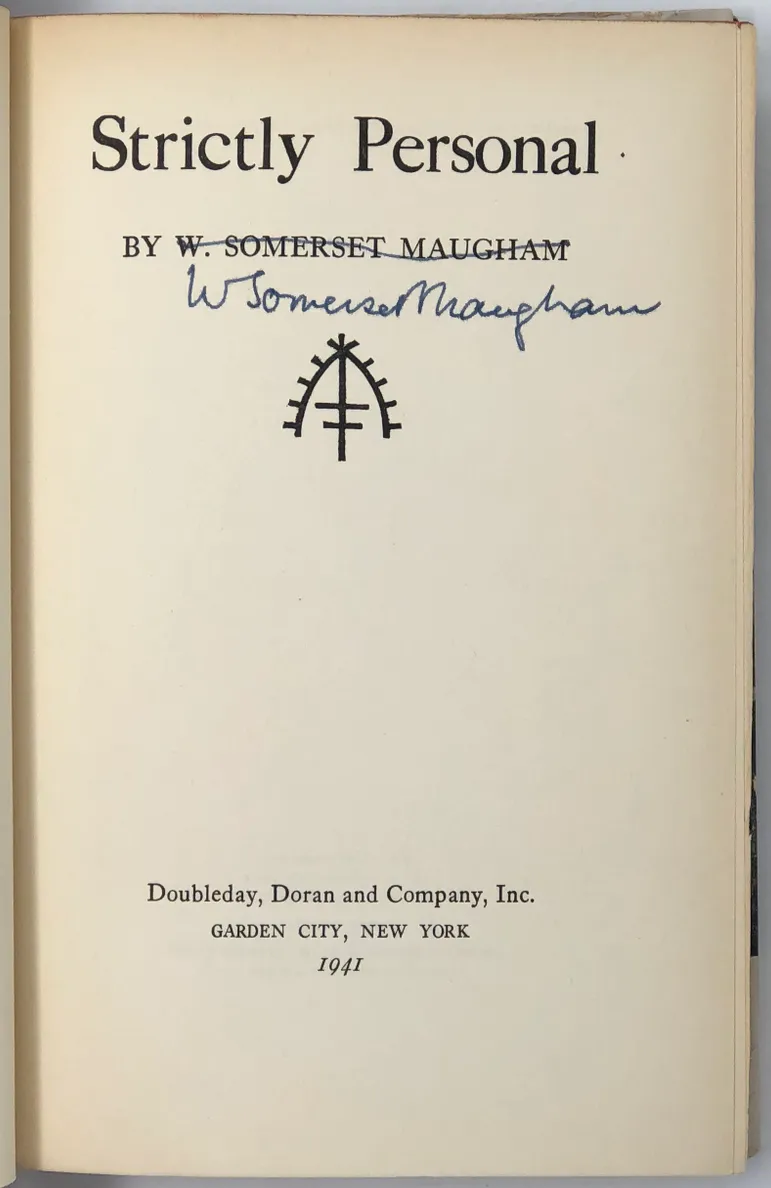 Strictly Personal
BY W. SOMERSET MAUGHAM
W Somerset Maugham
Doubleday, Doran and Company, Inc.
GARDEN CITY, NEW YORK
1941